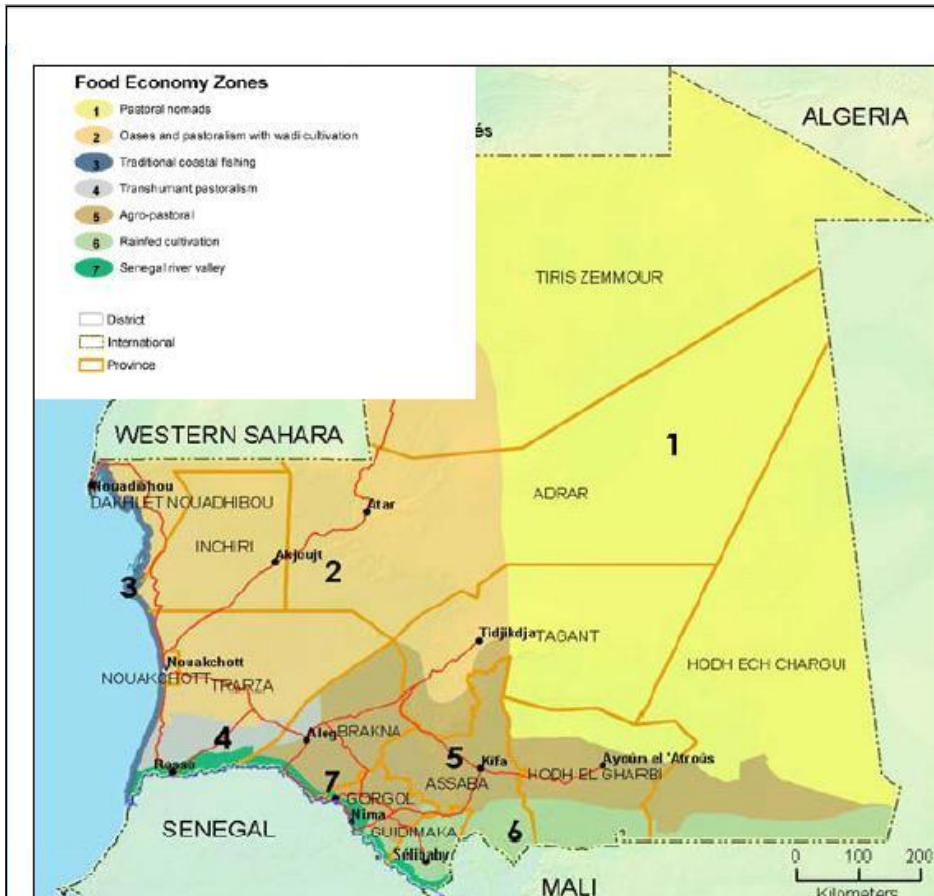 Food Economy Zones
1 Pastoral nomads
2 Oases and pastoralism with wadi cultivation
3 Traditional coastal fishing
4 Transhumant pastoralism
5 Agro-pastoral
6 Rainfed cultivation
7 Senegal river valley
District
International
Province
és
ALGERIA
TIRIS ZEMMOUR
WESTERN SAHARA
1
Nouadibhou
DAKHLET NOUADHIBOU
ADRAR
Atar
INCHIRI
Akjoujt
2
3
Tidjikdja
TAGANT
Nouakchott
NOUAKCHOTT
TRARZA
HODH ECH CHARGUI
4
Aleg
BRAKNA
5
Rosso
Kifa
Ayoûn el 'Atroûs
ASSABA
HODH EL GHARBI
7
GORGOL
Nima
SENEGAL
GUIDIMAKA
6
Sélibaby
MALI
0 100 200
Kilometers